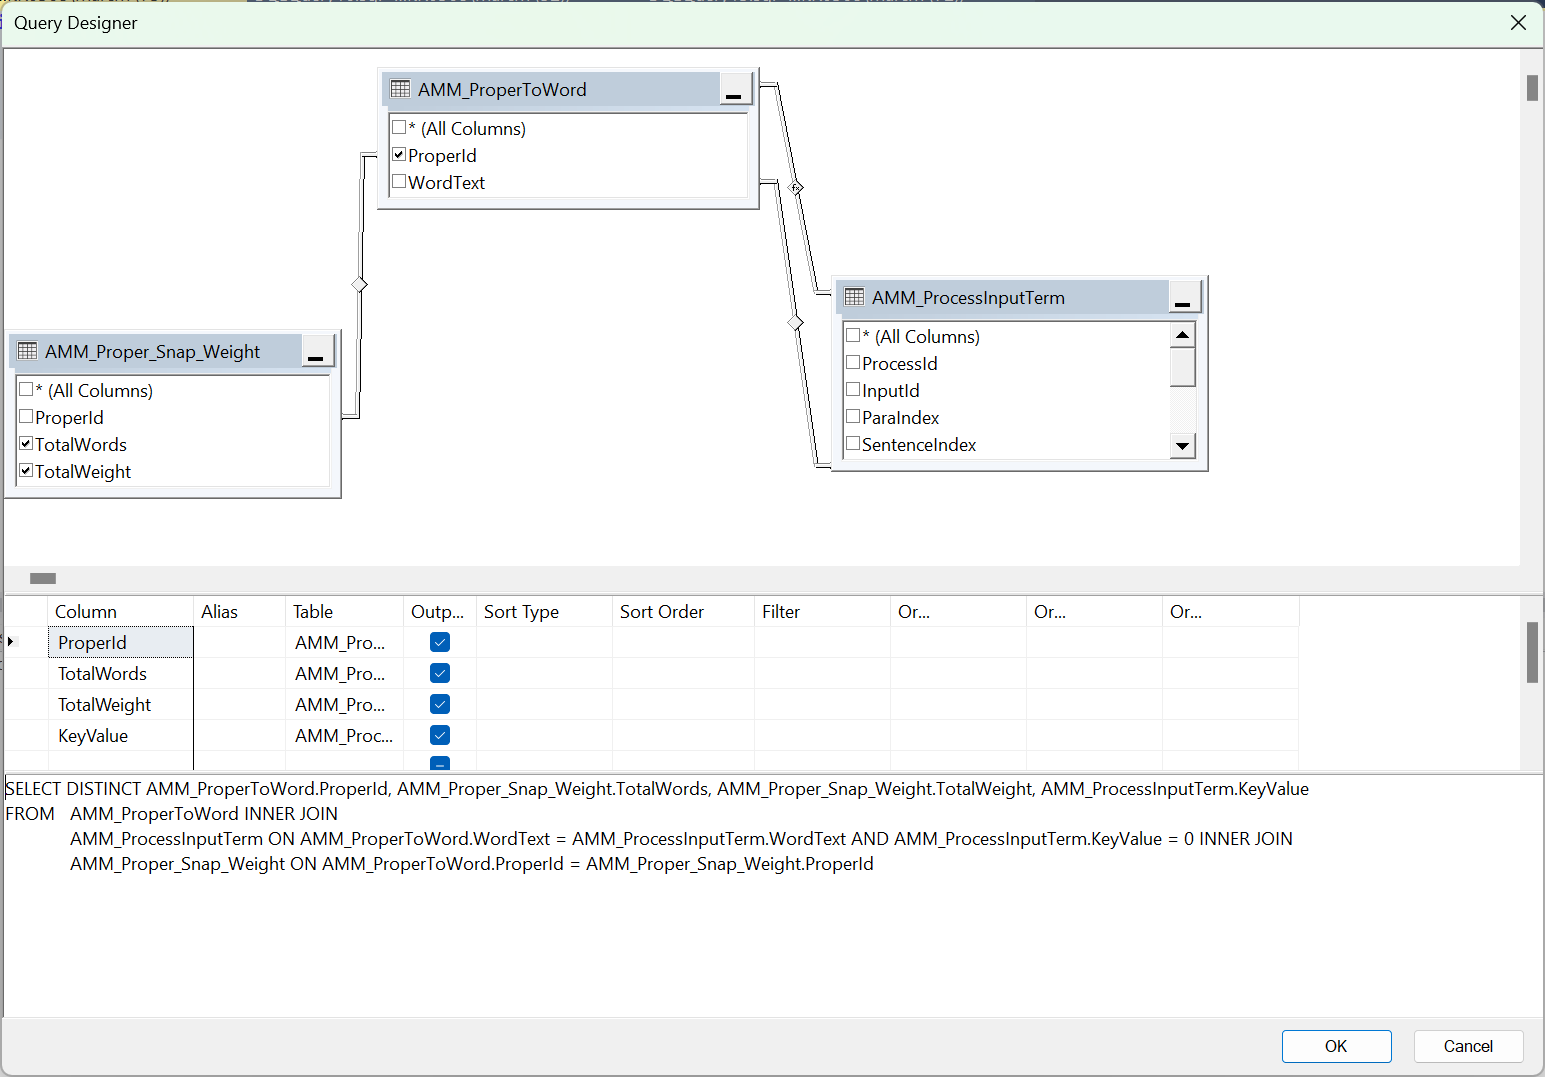 Query Designer
AMM_ProperToWord
* (All Columns)
ProperId
WordText
AMM_ProcessInputTerm
* (All Columns)
ProcessId
InputId
ParaIndex
SentenceIndex
AMM_Proper_Snap_Weight
* (All Columns)
ProperId
TotalWords
TotalWeight
Column Alias Table Outp... Sort Type Sort Order Filter Or... Or... Or...
ProperId AMM_Pro...
TotalWords AMM_Pro...
TotalWeight AMM_Pro...
KeyValue AMM_Proc...
SELECT DISTINCT AMM_ProperToWord.ProperId, AMM_Proper_Snap_Weight.TotalWords, AMM_Proper_Snap_Weight.TotalWeight, AMM_ProcessInputTerm.KeyValue
FROM AMM_ProperToWord INNER JOIN
AMM_ProcessInputTerm ON AMM_ProperToWord.WordText = AMM_ProcessInputTerm.WordText AND AMM_ProcessInputTerm.KeyValue = 0 INNER JOIN
AMM_Proper_Snap_Weight ON AMM_ProperToWord.ProperId = AMM_Proper_Snap_Weight.ProperId
OK Cancel